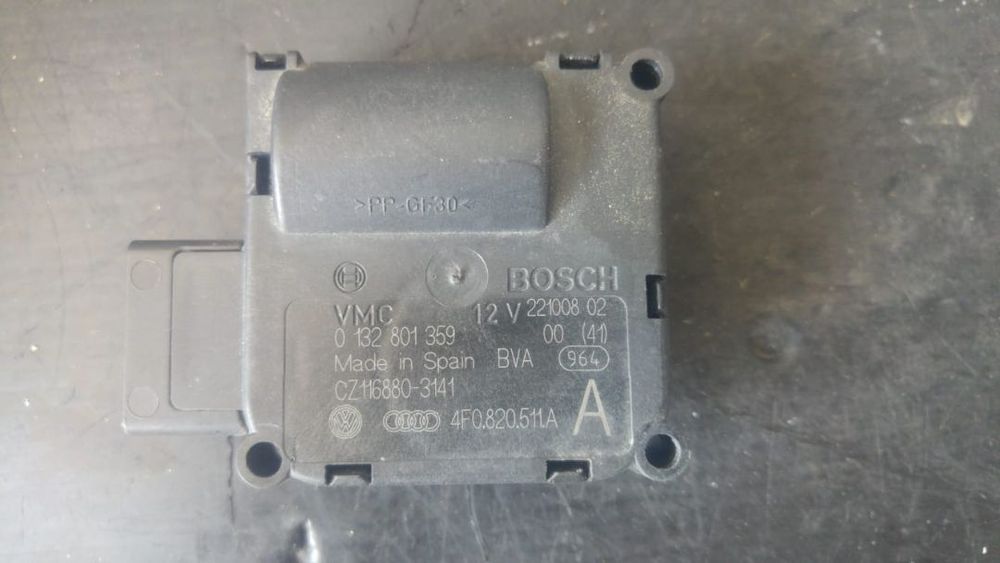 >PP-GF30<
BOSCH
VMC 12 V 221008 02
0 132 801 359 00 (41)
Made in Spain BVA 964
CZ116880-3141
4F0.820.511.A A